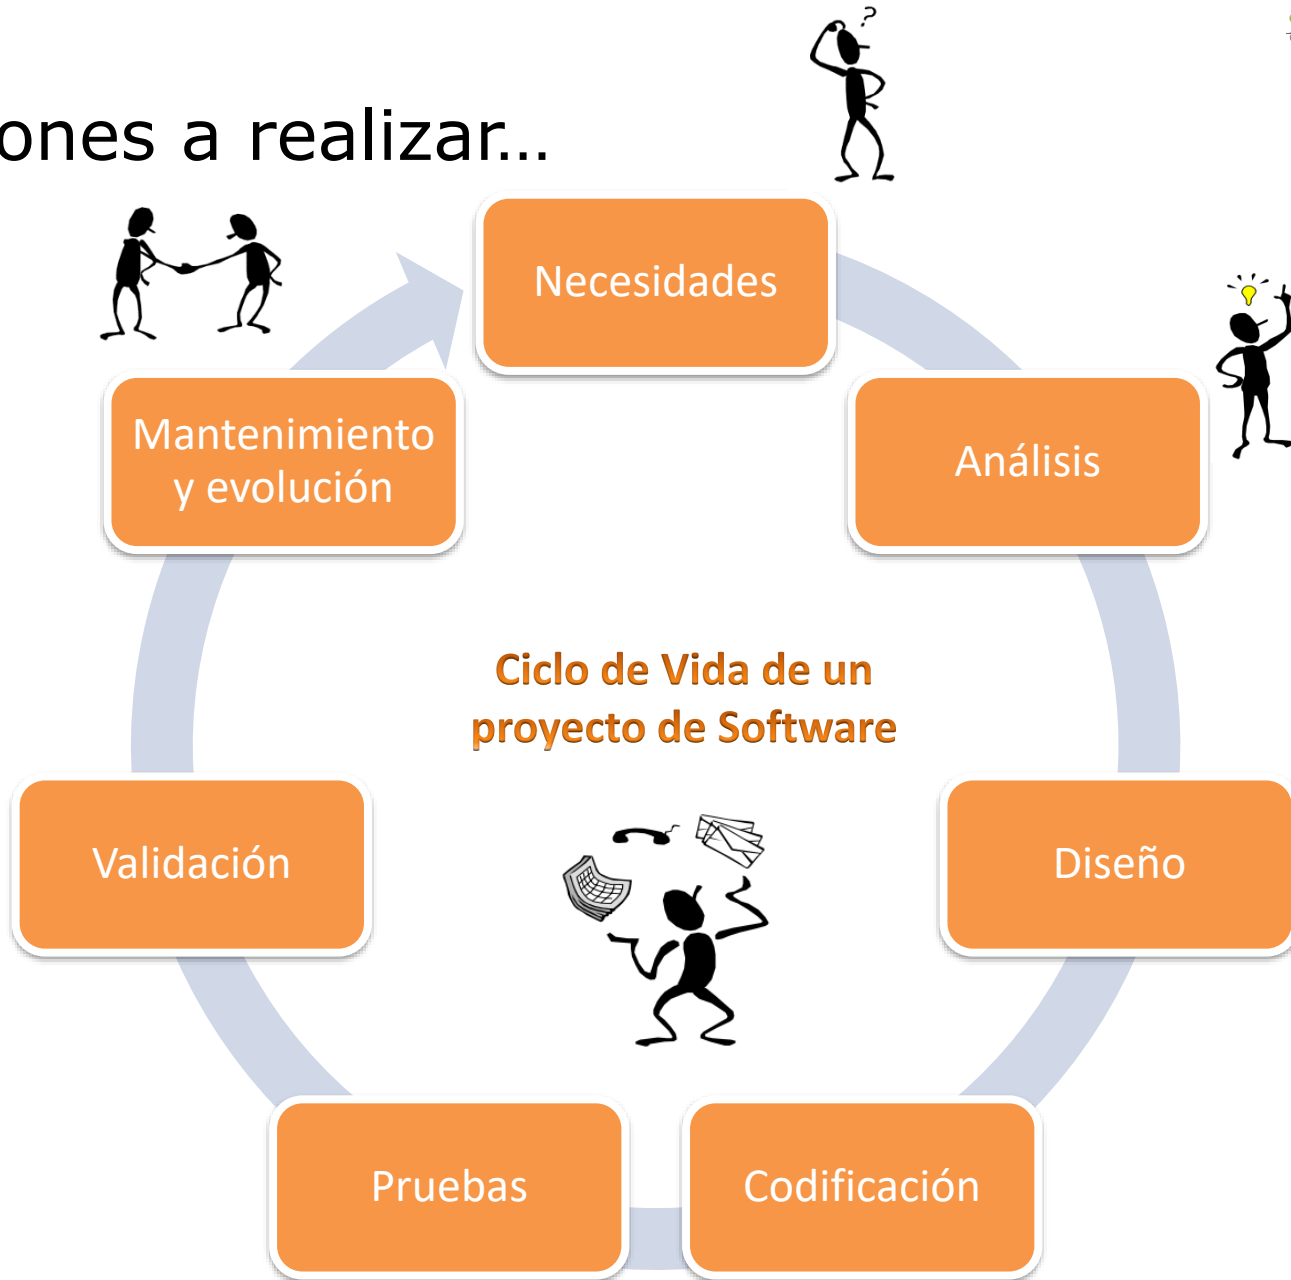 ones a realizar...
?
Necesidades
Análisis
Diseño
Codificación
Pruebas
Validación
Mantenimiento
y evolución
Ciclo de Vida de un
proyecto de Software